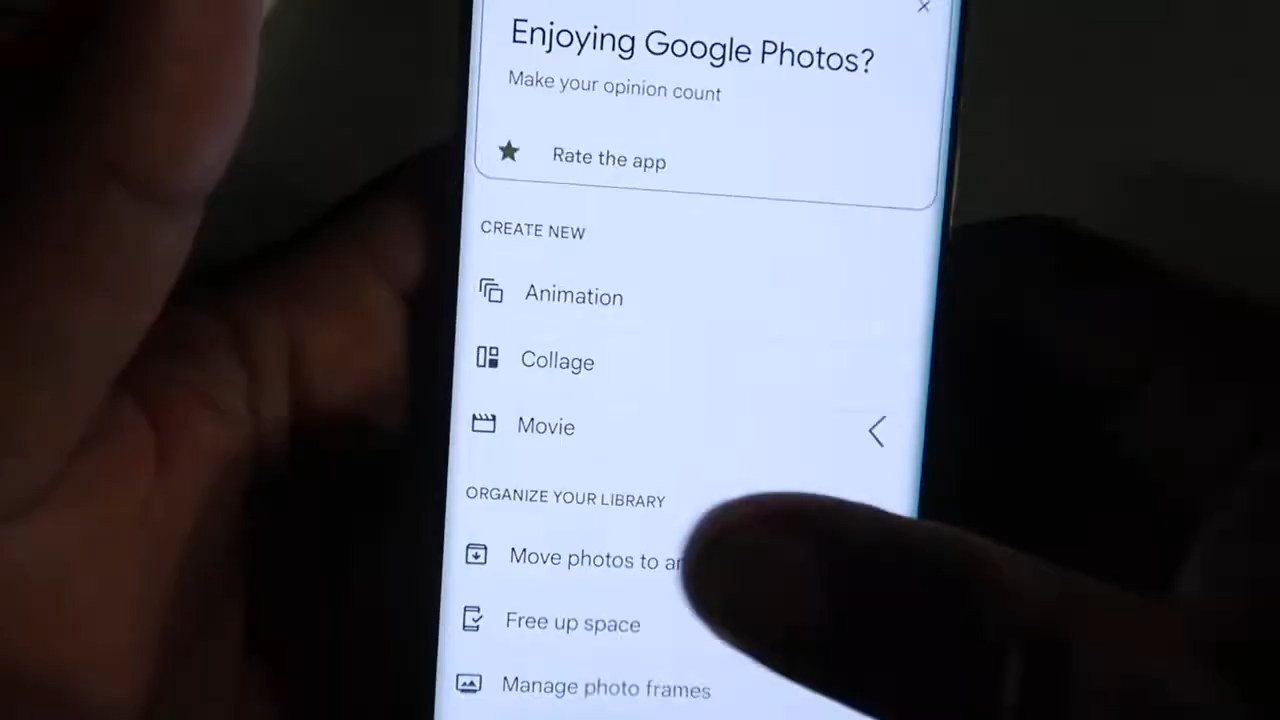 Enjoying Google Photos?
Make your opinion count
Rate the app
CREATE NEW
Animation
Collage
Movie
ORGANIZE YOUR LIBRARY
Move photos to
Free up space
Manage photo frames